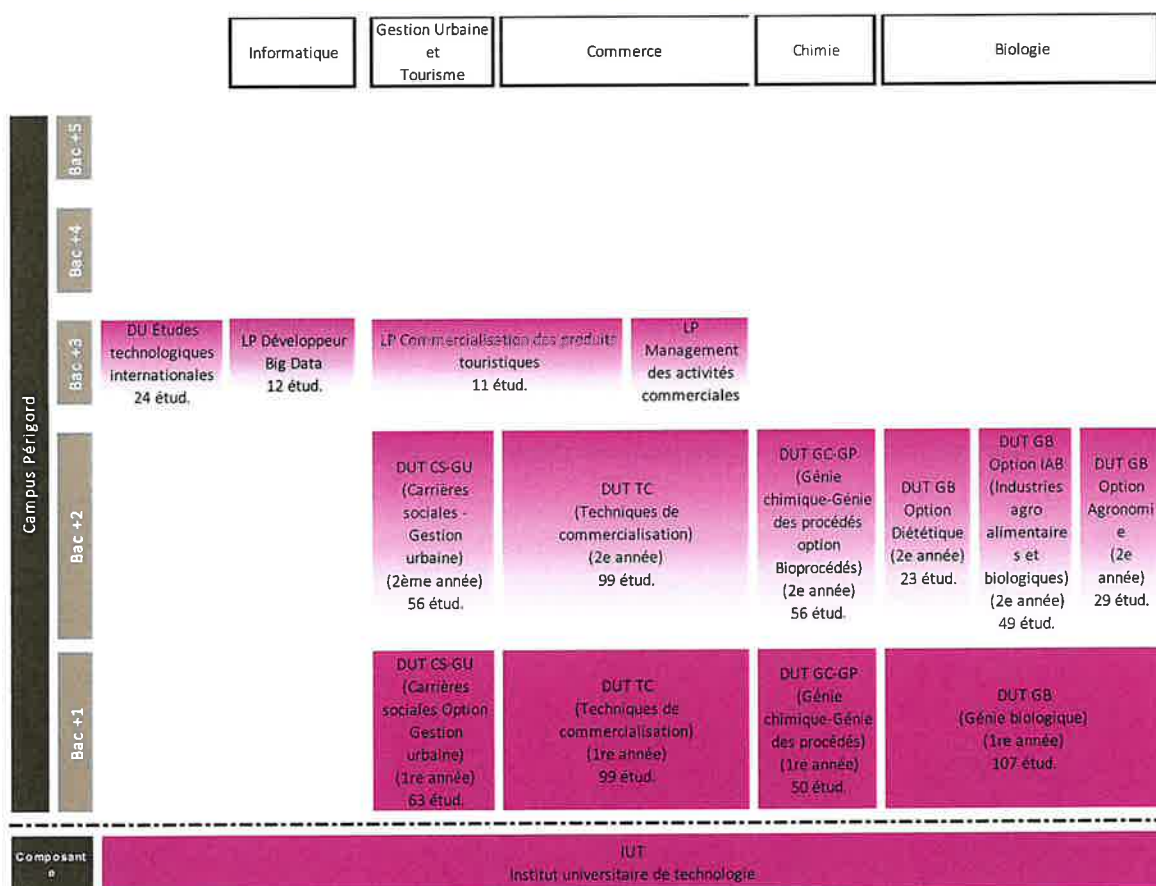 Informatique
Gestion Urbaine
et
Tourisme
Commerce
Chimie
Biologie
Campus Périgord
Bac +5
Bac +4
Bac +3
DU Études
technologiques
internationales
24 étud.
LP Développeur
Big Data
12 étud.
LP Commercialisation des produits
touristiques
11 étud.
LP
Management
des activités
commerciales
Bac +2
DUT CS-GU
(Carrières
sociales -
Gestion
urbaine)
(2ème année)
56 étud.
DUT TC
(Techniques de
commercialisation)
(2e année)
99 étud.
DUT GC-GP
(Génie
chimique-Génie
des procédés
option
Bioprocédés)
(2e année)
56 étud.
DUT GB
Option
Diététique
(2e année)
23 étud.
DUT GB
Option IAB
(Industries
agro
alimentaire
s et
biologiques)
(2e année)
49 étud.
DUT GB
Option
Agronomi
e
(2e
année)
29 étud.
Bac +1
DUT CS-GU
(Carrières
sociales Option
Gestion
urbaine)
(1re année)
63 étud.
DUT TC
(Techniques de
commercialisation)
(1re année)
99 étud.
DUT GC-GP
(Génie
chimique-Génie
des procédés)
(1re année)
50 étud.
DUT GB
(Génie biologique)
(1re année)
107 étud.
Composant
e
IUT
Institut universitaire de technologie